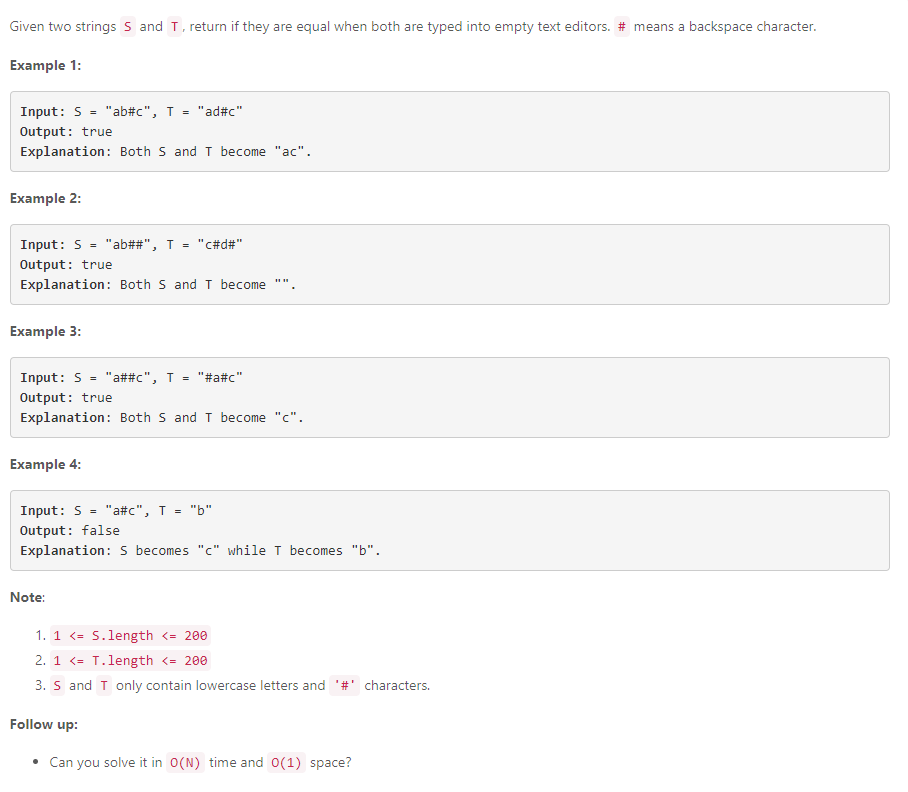 Given two strings S and T, return if they are equal when both are typed into empty text editors. # means a backspace character.
Example 1:
Input: S = "ab#c", T = "ad#c"
Output: true
Explanation: Both S and T become "ac".
Example 2:
Input: S = "ab##", T = "c#d#"
Output: true
Explanation: Both S and T become "".
Example 3:
Input: S = "a##c", T = "#a#c"
Output: true
Explanation: Both S and T become "c".
Example 4:
Input: S = "a#c", T = "b"
Output: false
Explanation: S becomes "c" while T becomes "b".
Note:
1. 1 <= S.length <= 200
2. 1 <= T.length <= 200
3. S and T only contain lowercase letters and '#' characters.
Follow up:
• Can you solve it in O(N) time and O(1) space?